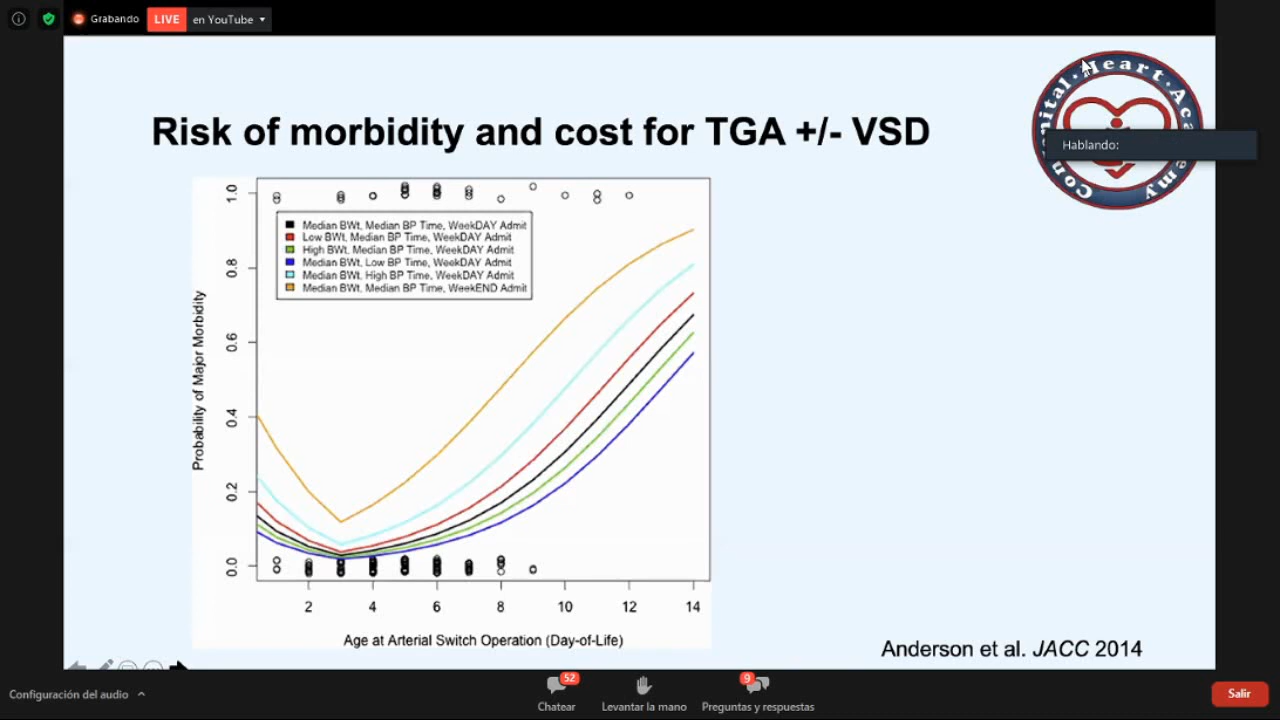 Grabando
LIVE en YouTube
Hablando:
Risk of morbidity and cost for TGA +/- VSD
Median BWt, Median BP Time, WeekDAY Admit
Low BWt, Median BP Time, WeekDAY Admit
High BWt, Median BP Time, WeekDAY Admit
Median BWt, Low BP Time, WeekDAY Admit
Median BWt, High BP Time, WeekDAY Admit
Median BWt, Median BP Time, WeekEND Admit
Probability of Major Morbidity
1.0
0.8
0.6
0.4
0.2
0.0
2 4 6 8 10 12 14
Age at Arterial Switch Operation (Day-of-Life)
Anderson et al. JACC 2014
Configuración del audio
52
Chatear
Levantar la mano
9
Preguntas y respuestas
Salir